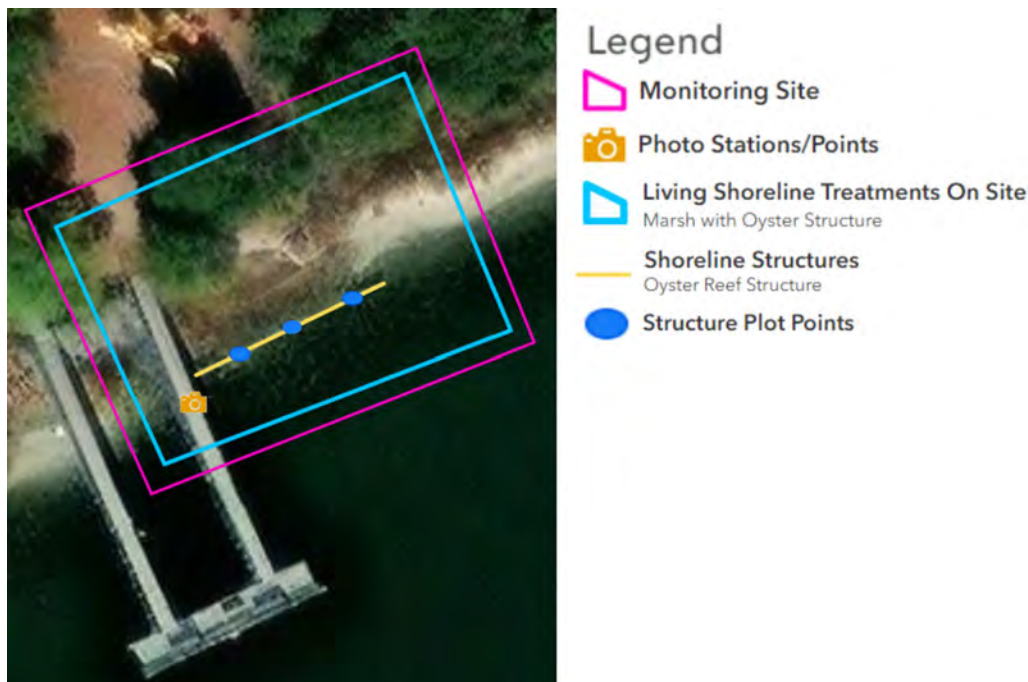 Legend
Monitoring Site
Photo Stations/Points
Living Shoreline Treatments On Site
Marsh with Oyster Structure
Shoreline Structures
Oyster Reef Structure
Structure Plot Points